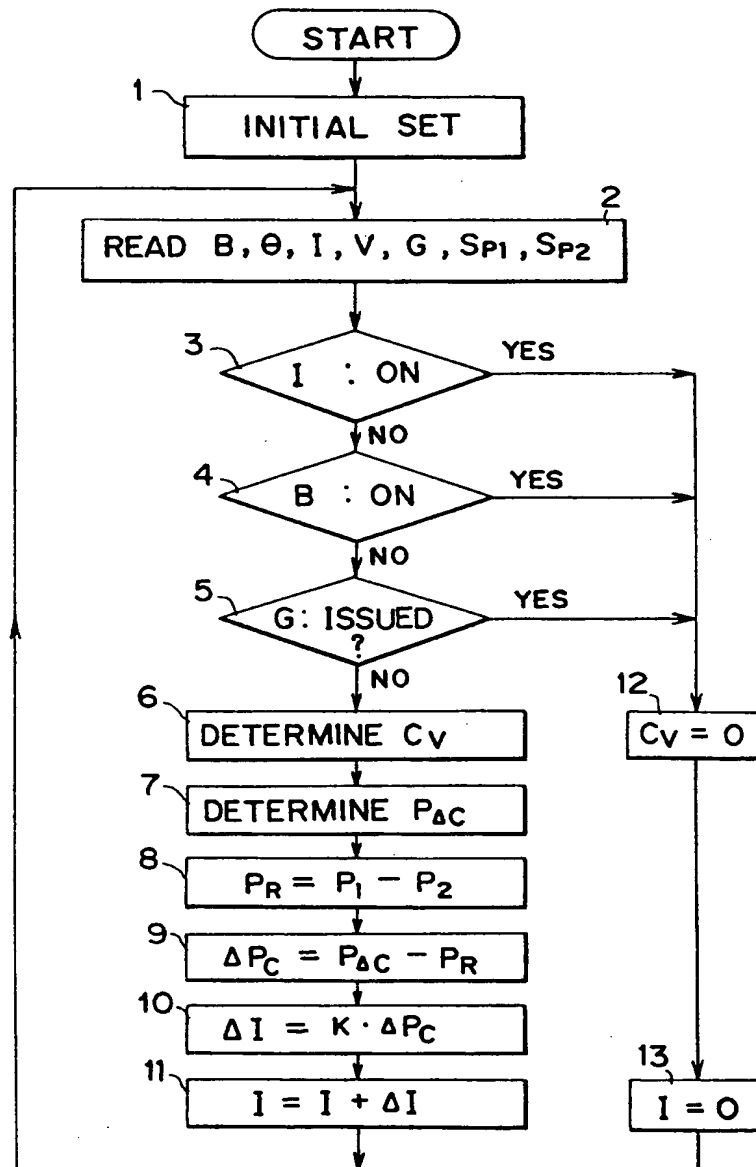 START
1
INITIAL SET
2
READ B, θ, I, V, G, SP1, SP2
3
I : ON
YES
NO
4
B : ON
YES
NO
5
G: ISSUED
?
YES
NO
6
DETERMINE CV
12
CV = 0
7
DETERMINE PΔC
8
PR = P1 − P2
9
ΔPC = PΔC − PR
10
ΔI = K · ΔPC
11
I = I + ΔI
13
I = 0